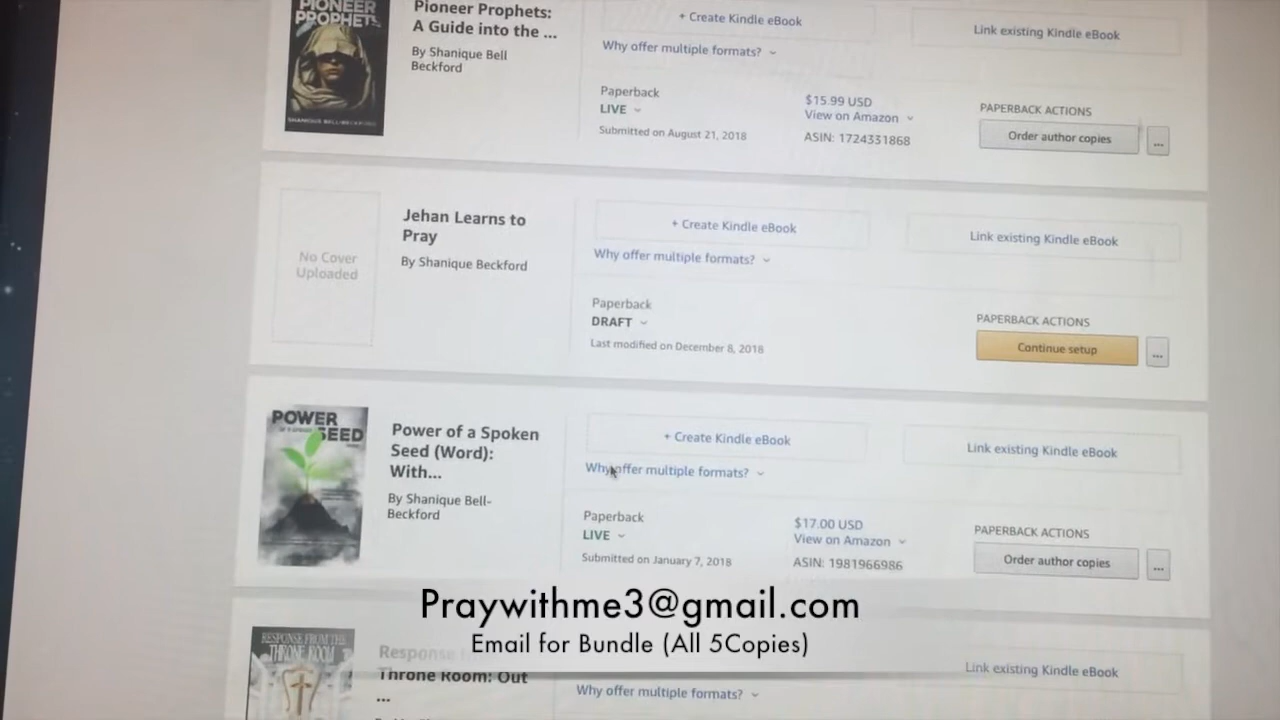 PIONEER
PROPHETS
SHANIQUE BELL-BECKFORD
Pioneer Prophets:
A Guide into the ...
By Shanique Bell
Beckford
+ Create Kindle eBook
Link existing Kindle eBook
Why offer multiple formats?
Paperback
LIVE
Submitted on August 21, 2018
$15.99 USD
View on Amazon
ASIN: 1724331868
PAPERBACK ACTIONS
Order author copies
...
No Cover
Uploaded
Jehan Learns to
Pray
By Shanique Beckford
+ Create Kindle eBook
Link existing Kindle eBook
Why offer multiple formats?
Paperback
DRAFT
Last modified on December 8, 2018
PAPERBACK ACTIONS
Continue setup
...
POWER
SEED
Power of a Spoken
Seed (Word):
With...
By Shanique Bell-
Beckford
+ Create Kindle eBook
Link existing Kindle eBook
Why offer multiple formats?
Paperback
LIVE
Submitted on January 7, 2018
$17.00 USD
View on Amazon
ASIN: 1981966986
PAPERBACK ACTIONS
Order author copies
...
Praywithme3@gmail.com
Email for Bundle (All 5Copies)
RESPONSE FROM THE
THRONE ROOM
Response
Throne Room: Out
...
Link existing Kindle eBook
Why offer multiple formats?